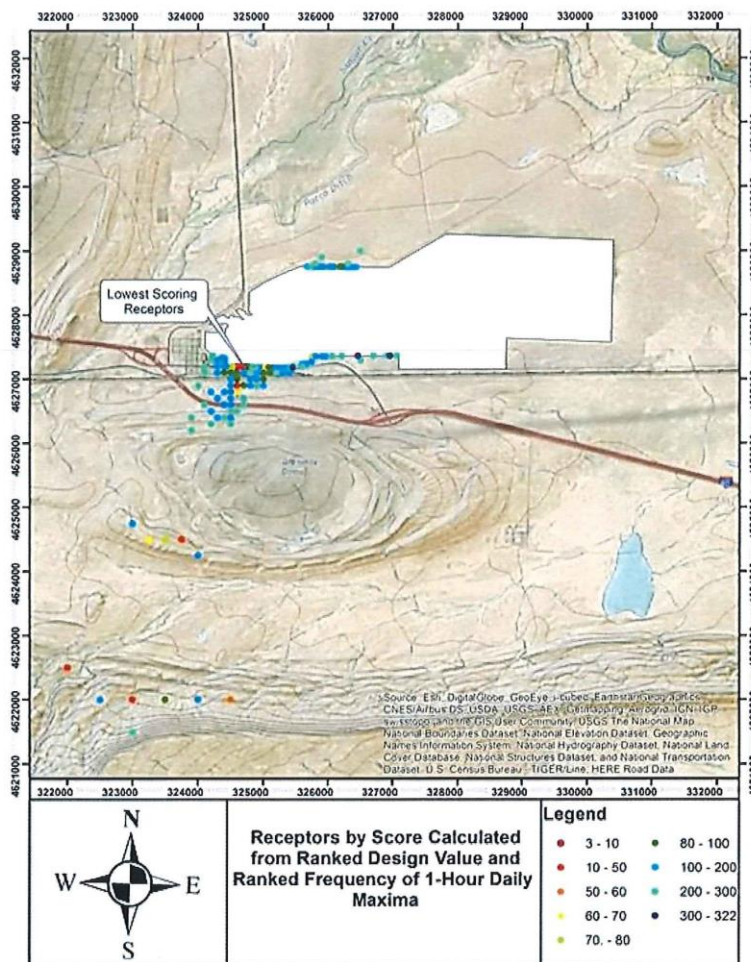 322000 323000 324000 325000 326000 327000 328000 329000 330000 331000 332000
4632000
4631000
4630000
4629000
4628000
4627000
4626000
4625000
4624000
4623000
4622000
4621000
Lowest Scoring
Receptors
Source: Esri, DigitalGlobe, GeoEye, i-cubed, Earthstar Geographics,
CNES/Airbus DS, USDA, USGS, AEX, Getmapping, Aerogrid, IGN, IGP,
swisstopo, and the GIS User Community, USGS The National Map:
National Boundaries Dataset, National Elevation Dataset, Geographic
Names Information System, National Hydrography Dataset, National Land
Cover Database, National Structures Dataset, and National Transportation
Dataset; U.S. Census Bureau - TIGER/Line; HERE Road Data
322000 323000 324000 325000 326000 327000 328000 329000 330000 331000 332000
N
W E
S
Receptors by Score Calculated
from Ranked Design Value and
Ranked Frequency of 1-Hour Daily
Maxima
Legend
3 - 10
10 - 50
50 - 60
60 - 70
70. - 80
80 - 100
100 - 200
200 - 300
300 - 322